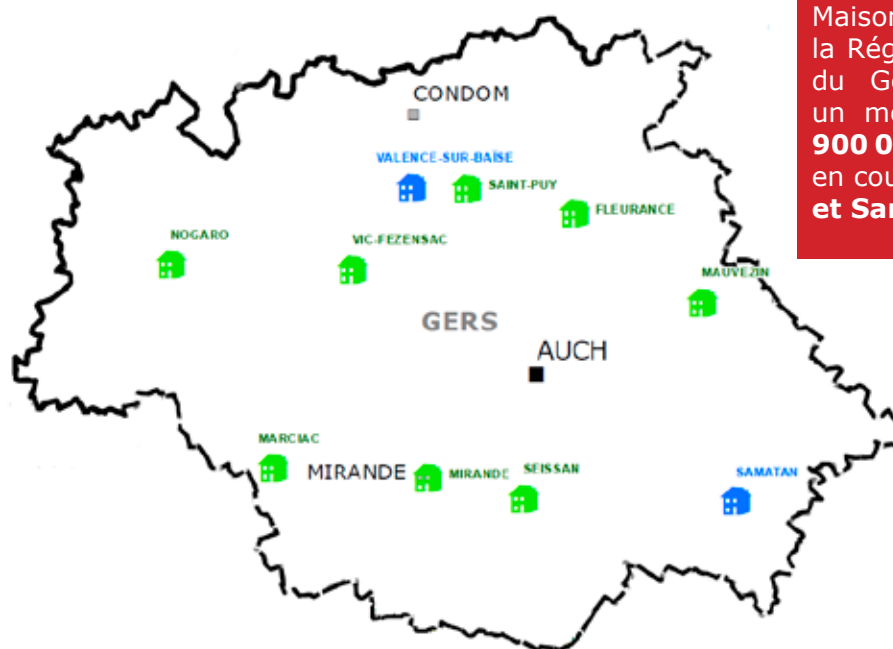 Maison
la Rég
du G
un m
900 0
en cou
et Sa
CONDOM
VALENCE-SUR-BAÏSE
SAINT-PUY
FLEURANCE
NOGARO
VIC-FEZENSAC
MAUVEZIN
GERS
AUCH
MARCIAC
MIRANDE
MIRANDE
SEISSAN
SAMATAN